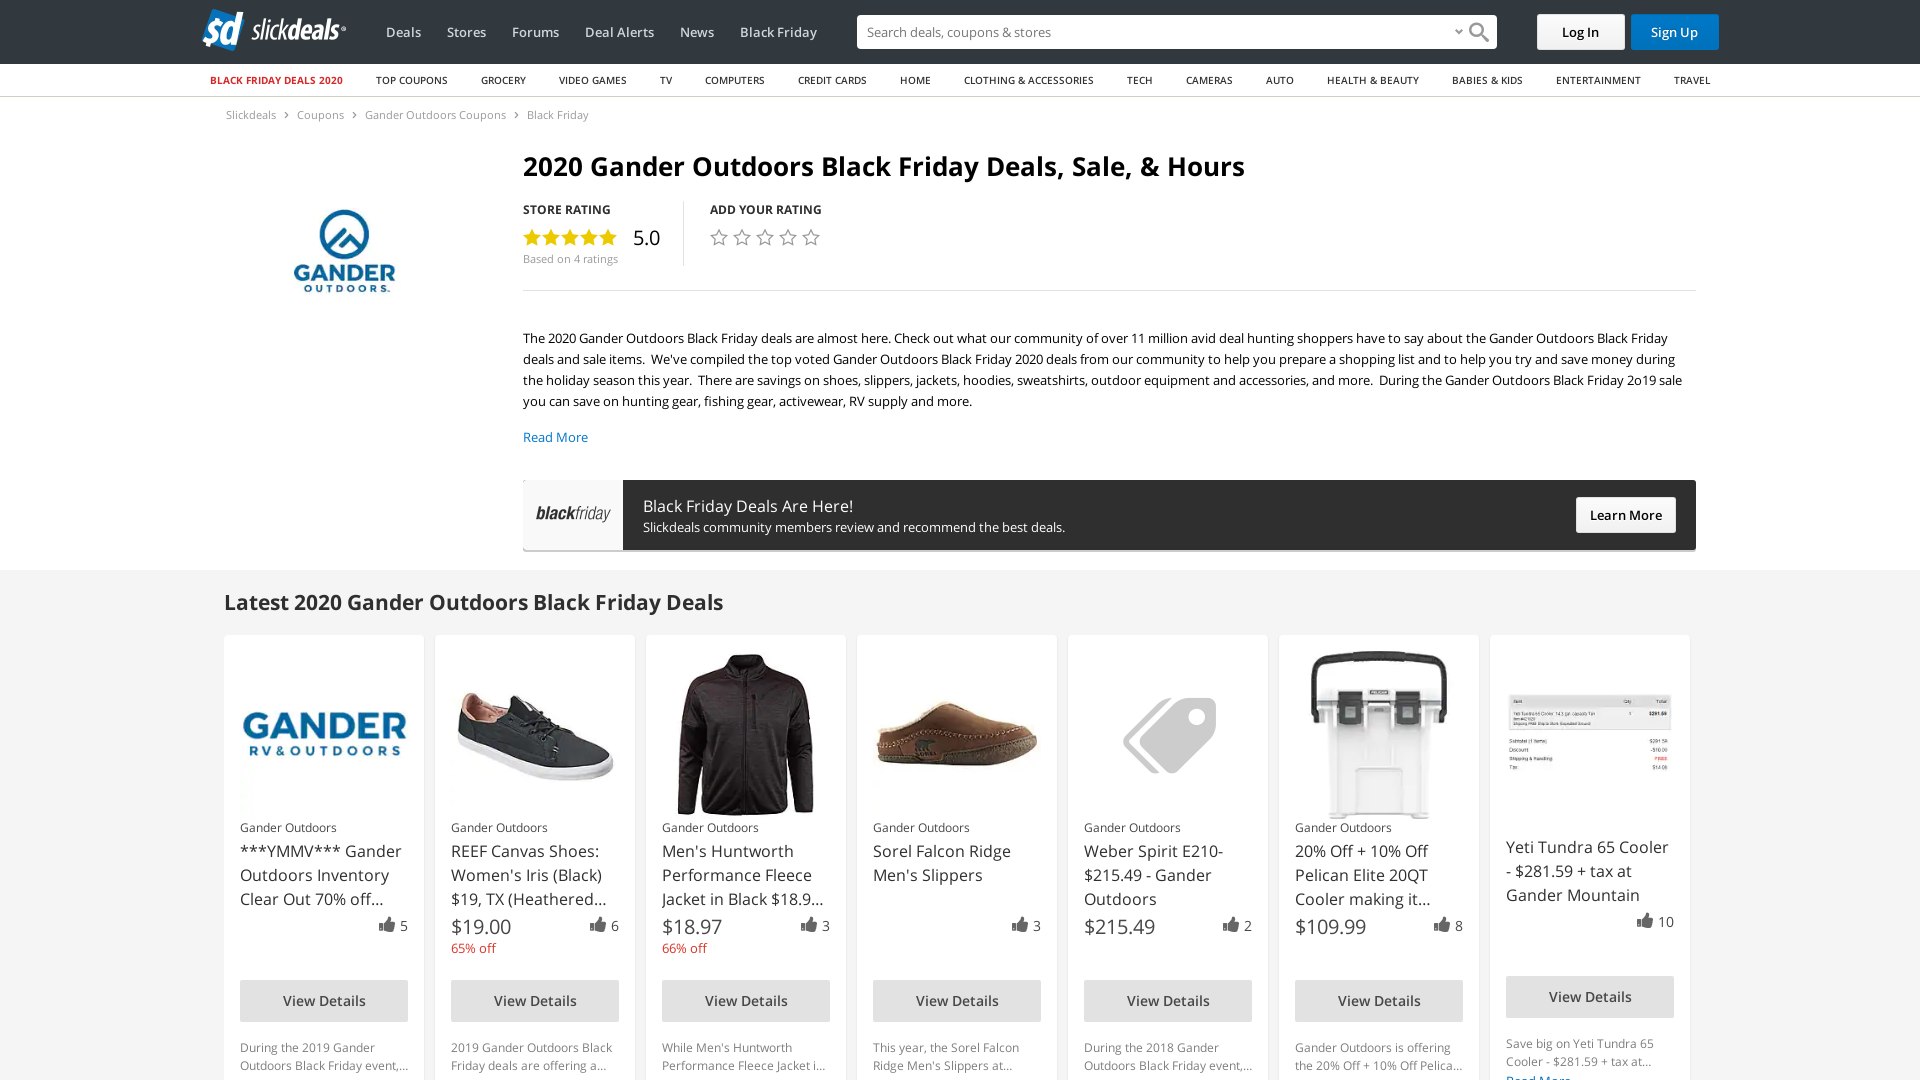 sd slickdeals
Deals Stores Forums Deal Alerts News Black Friday Search deals, coupons & stores Log In Sign Up
BLACK FRIDAY DEALS 2020 TOP COUPONS GROCERY VIDEO GAMES TV COMPUTERS CREDIT CARDS HOME CLOTHING & ACCESSORIES TECH CAMERAS AUTO HEALTH & BEAUTY BABIES & KIDS ENTERTAINMENT TRAVEL
Slickdeals > Coupons > Gander Outdoors Coupons > Black Friday
GANDER
OUTDOORS
2020 Gander Outdoors Black Friday Deals, Sale, & Hours
STORE RATING
5.0
Based on 4 ratings
ADD YOUR RATING
The 2020 Gander Outdoors Black Friday deals are almost here. Check out what our community of over 11 million avid deal hunting shoppers have to say about the Gander Outdoors Black Friday
deals and sale items.  We've compiled the top voted Gander Outdoors Black Friday 2020 deals from our community to help you prepare a shopping list and to help you try and save money during
the holiday season this year.  There are savings on shoes, slippers, jackets, hoodies, sweatshirts, outdoor equipment and accessories, and more.  During the Gander Outdoors Black Friday 2o19 sale
you can save on hunting gear, fishing gear, activewear, RV supply and more.
Read More
blackfriday
Black Friday Deals Are Here!
Slickdeals community members review and recommend the best deals.
Learn More
Latest 2020 Gander Outdoors Black Friday Deals
GANDER
RV & OUTDOORS
Gander Outdoors
***YMMV*** Gander
Outdoors Inventory
Clear Out 70% off...
5
View Details
During the 2019 Gander
Outdoors Black Friday event,...
Gander Outdoors
REEF Canvas Shoes:
Women's Iris (Black)
$19, TX (Heathered...
$19.00 6
65% off
View Details
2019 Gander Outdoors Black
Friday deals are offering a...
Gander Outdoors
Men's Huntworth
Performance Fleece
Jacket in Black $18.9...
$18.97 3
66% off
View Details
While Men's Huntworth
Performance Fleece Jacket i...
Gander Outdoors
Sorel Falcon Ridge
Men's Slippers
3
View Details
This year, the Sorel Falcon
Ridge Men's Slippers at...
Gander Outdoors
Weber Spirit E210-
$215.49 - Gander
Outdoors
$215.49 2
View Details
During the 2018 Gander
Outdoors Black Friday event,...
Gander Outdoors
20% Off + 10% Off
Pelican Elite 20QT
Cooler making it...
$109.99 8
View Details
Gander Outdoors is offering
the 20% Off + 10% Off Pelica...
Item Qty Total
$281.59
Subtotal (1 items) $281.59
Discount
Shipping & Handling FREE
Tax
Yeti Tundra 65 Cooler
- $281.59 + tax at
Gander Mountain
10
View Details
Save big on Yeti Tundra 65
Cooler - $281.59 + tax at...
Read More